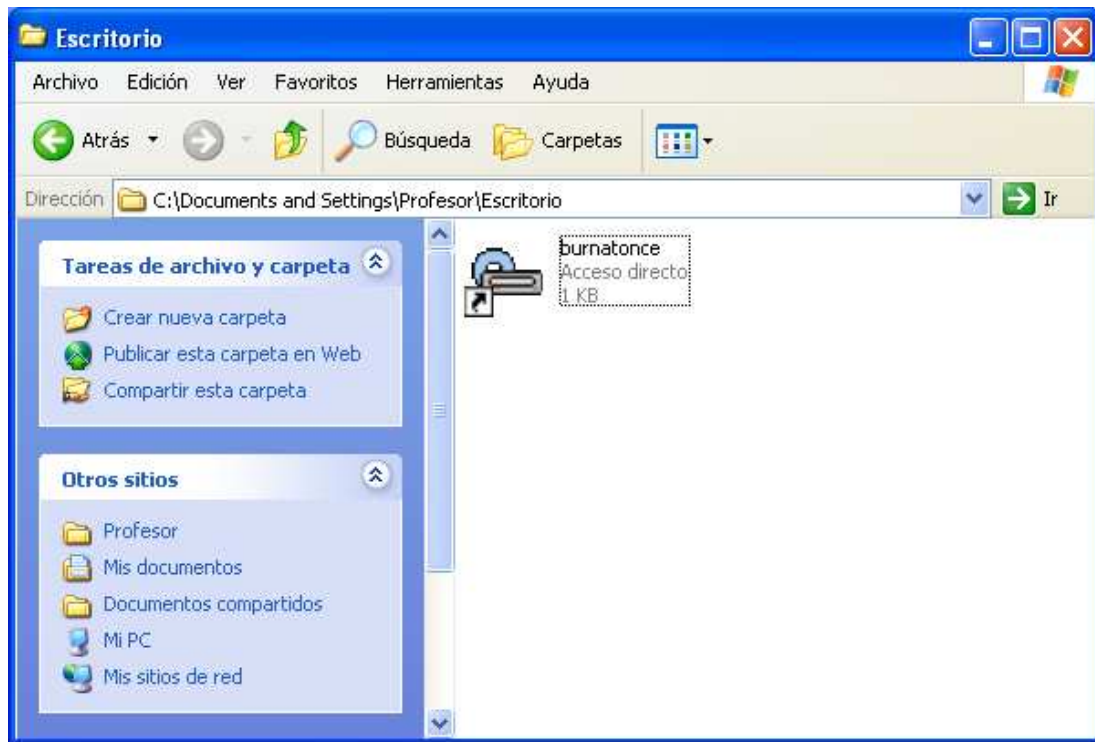 Escritorio
Archivo Edición Ver Favoritos Herramientas Ayuda
Atrás Búsqueda Carpetas
Dirección C:\Documents and Settings\Profesor\Escritorio Ir
Tareas de archivo y carpeta
Crear nueva carpeta
Publicar esta carpeta en Web
Compartir esta carpeta
Otros sitios
Profesor
Mis documentos
Documentos compartidos
Mi PC
Mis sitios de red
burnatonce
Acceso directo
1 KB